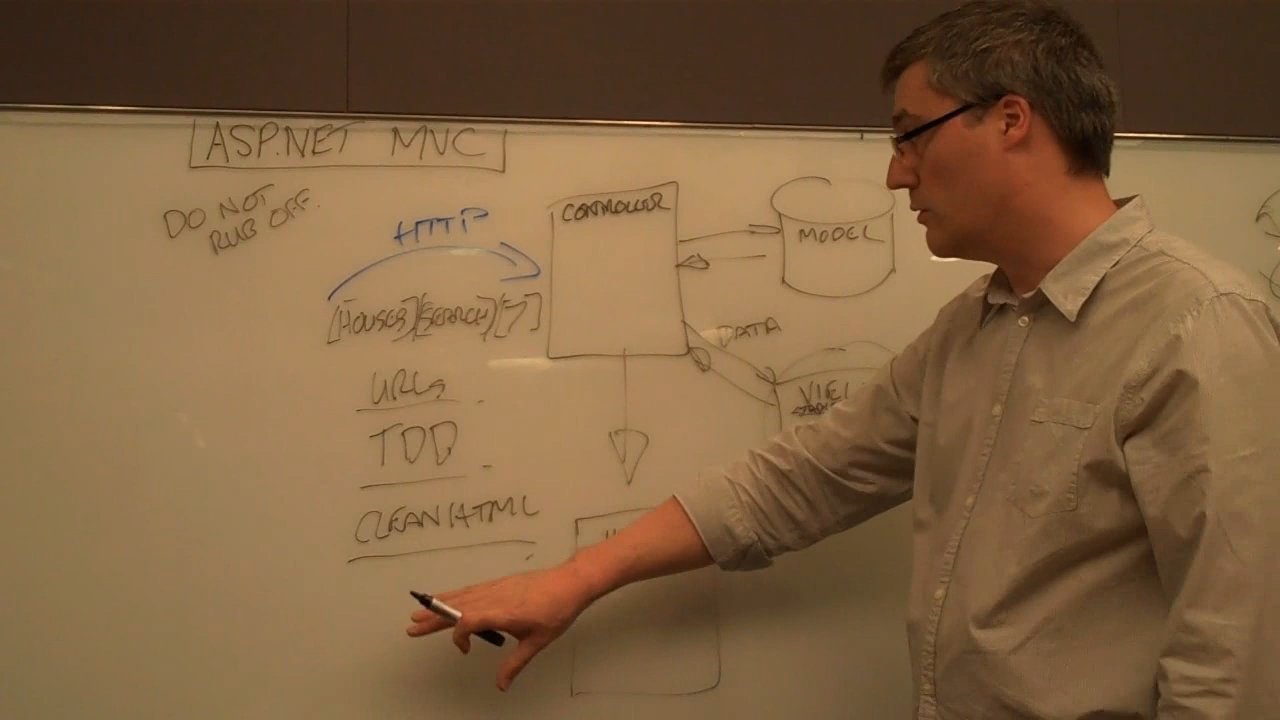 ASP.NET MVC
DO NOT
RUB OFF.
HTTP
CONTROLLER
MODEL
[HOUSES][SEARCH][7]
DATA
URLS
TDD
CLEAN HTML